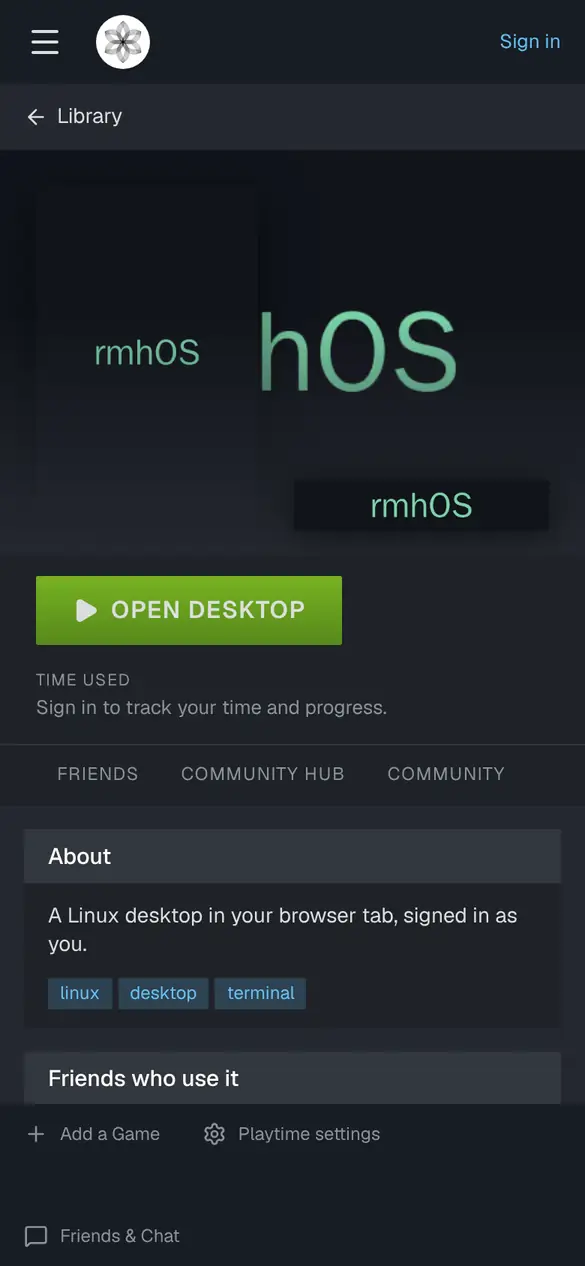 Sign in
Library
rmhOS
hOS
rmhOS
OPEN DESKTOP
TIME USED
Sign in to track your time and progress.
FRIENDS COMMUNITY HUB COMMUNITY
About
A Linux desktop in your browser tab, signed in as
you.
linux desktop terminal
Friends who use it
Add a Game Playtime settings
Friends & Chat